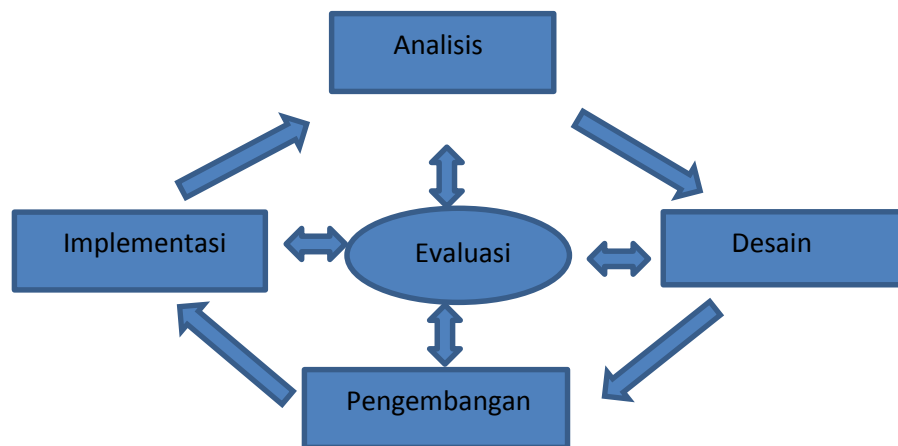 Analisis
Implementasi
Evaluasi
Desain
Pengembangan